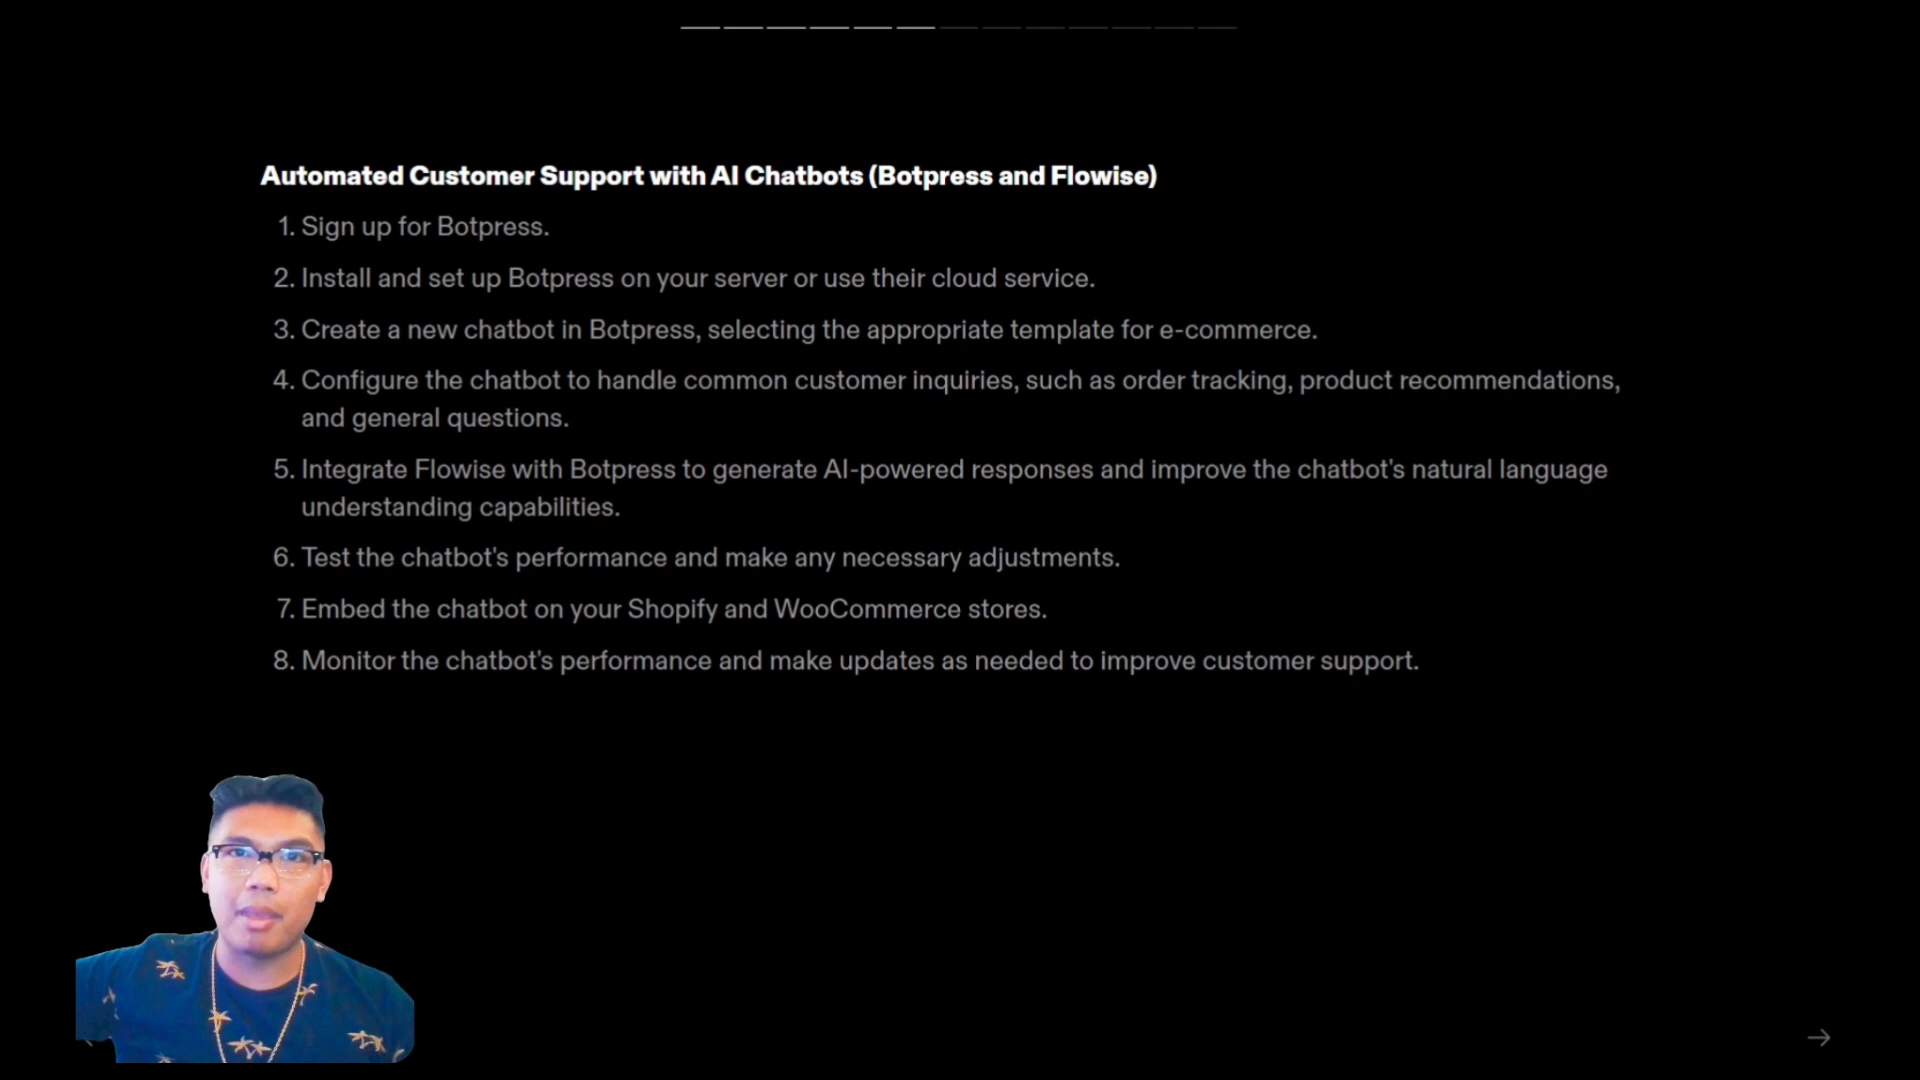 Automated Customer Support with AI Chatbots (Botpress and Flowise)
1. Sign up for Botpress.
2. Install and set up Botpress on your server or use their cloud service.
3. Create a new chatbot in Botpress, selecting the appropriate template for e-commerce.
4. Configure the chatbot to handle common customer inquiries, such as order tracking, product recommendations,
and general questions.
5. Integrate Flowise with Botpress to generate AI-powered responses and improve the chatbot's natural language
understanding capabilities.
6. Test the chatbot's performance and make any necessary adjustments.
7. Embed the chatbot on your Shopify and WooCommerce stores.
8. Monitor the chatbot's performance and make updates as needed to improve customer support.